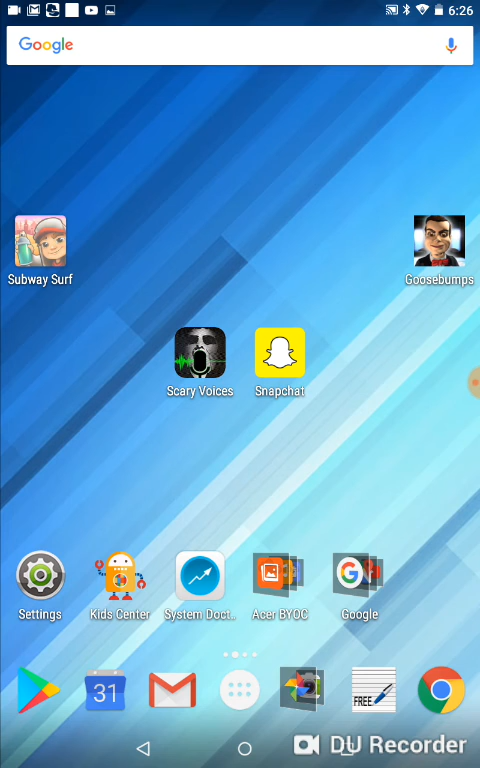 6:26
Google
Subway Surf
Goosebumps
Scary Voices
Snapchat
Settings
Kids Center
System Doct..
Acer BYOC
Google
31
FREE
DU Recorder